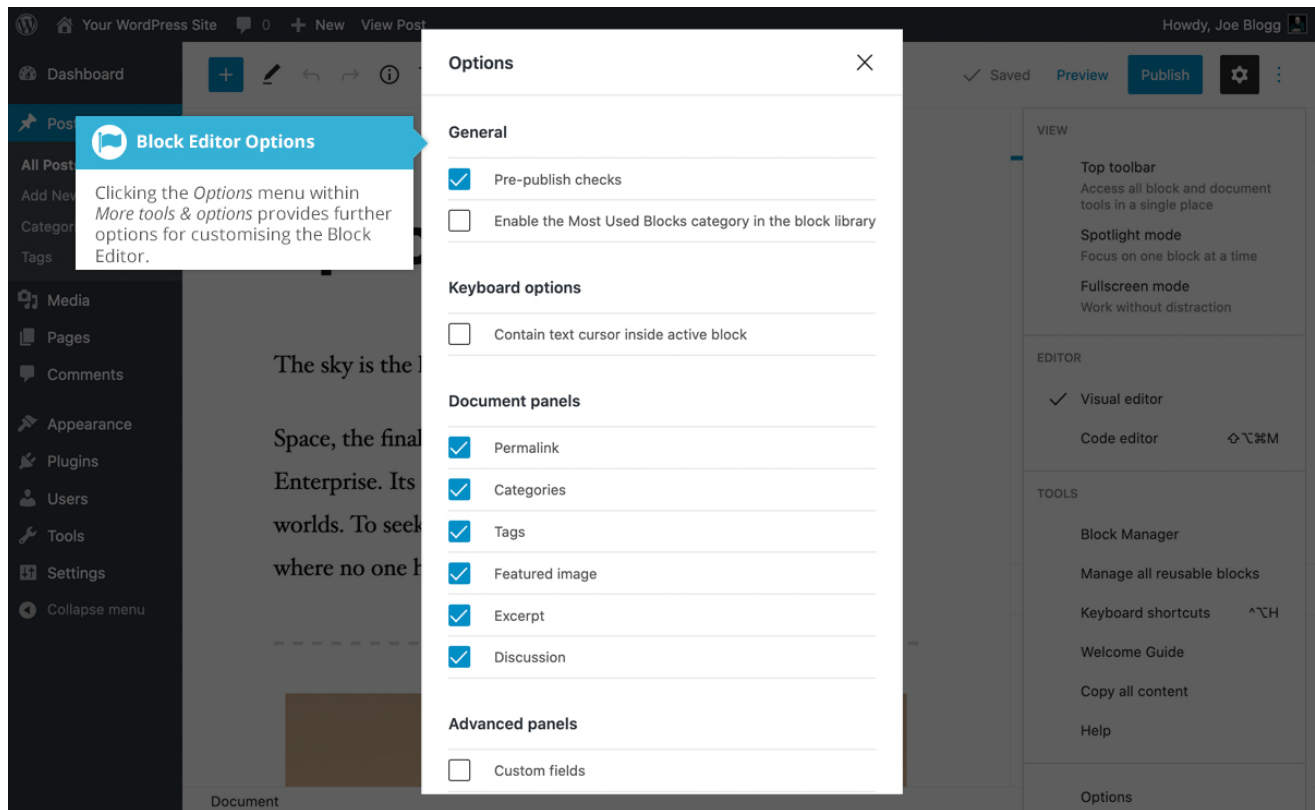 Your WordPress Site 0 New View Post
Howdy, Joe Blogg
Dashboard
All Posts
Media
Pages
Comments
Appearance
Plugins
Users
Tools
Settings
Collapse menu
Add New
Tags
Block Editor Options
Clicking the Options menu within
More tools & options provides further
options for customising the Block
Editor.
The sky is the
Space, the final
Enterprise. Its
worlds. To seek
where no one
Document
Options
General
Pre-publish checks
Enable the Most Used Blocks category in the block library
Keyboard options
Contain text cursor inside active block
Document panels
Permalink
Categories
Tags
Featured image
Excerpt
Discussion
Advanced panels
Custom fields
Saved Preview Publish
VIEW
Top toolbar
Access all block and document
tools in a single place
Spotlight mode
Focus on one block at a time
Fullscreen mode
Work without distraction
EDITOR
Visual editor
Code editor ⇧⌥⌘M
TOOLS
Block Manager
Manage all reusable blocks
Keyboard shortcuts ^⌥H
Welcome Guide
Copy all content
Help
Options